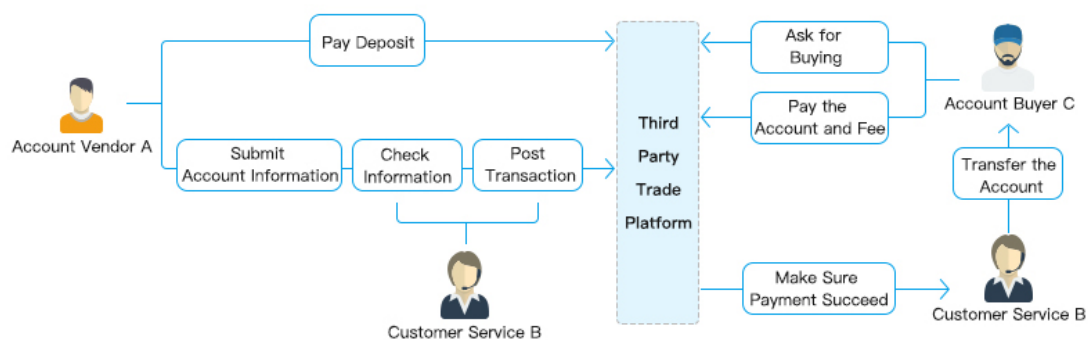 Pay Deposit
Account Vendor A
Submit
Account Information
Check
Information
Post
Transaction
Customer Service B
Third
Party
Trade
Platform
Ask for
Buying
Pay the
Account and Fee
Account Buyer C
Transfer the
Account
Make Sure
Payment Succeed
Customer Service B